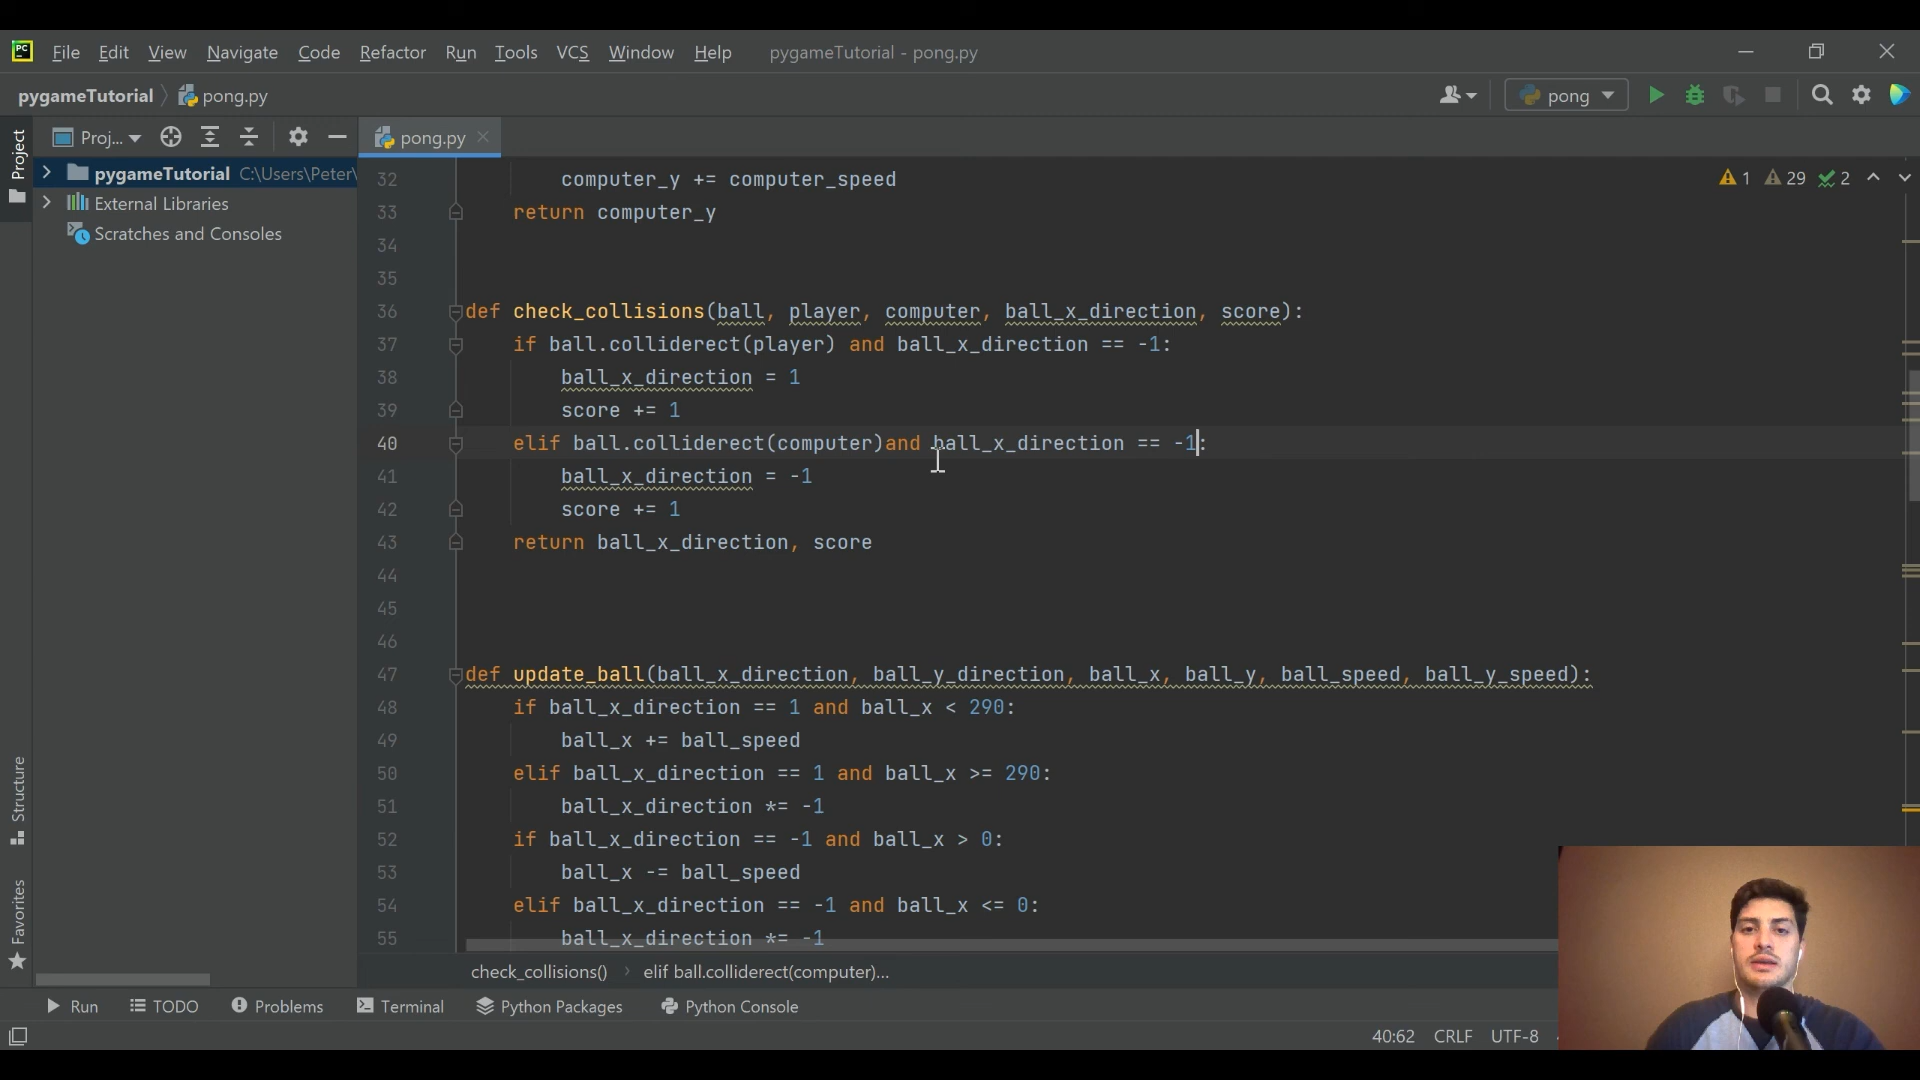 PC File Edit View Navigate Code Refactor Run Tools VCS Window Help pygameTutorial - pong.py
pygameTutorial pong.py pong
Project Proj... pong.py
pygameTutorial C:\Users\Peter\
External Libraries
Scratches and Consoles
1 29 2
32 computer_y += computer_speed
33 return computer_y
34
35
36 def check_collisions(ball, player, computer, ball_x_direction, score):
37 if ball.colliderect(player) and ball_x_direction == -1:
38 ball_x_direction = 1
39 score += 1
40 elif ball.colliderect(computer)and ball_x_direction == -1:
41 ball_x_direction = -1
42 score += 1
43 return ball_x_direction, score
44
45
46
47 def update_ball(ball_x_direction, ball_y_direction, ball_x, ball_y, ball_speed, ball_y_speed):
48 if ball_x_direction == 1 and ball_x < 290:
49 ball_x += ball_speed
50 elif ball_x_direction == 1 and ball_x >= 290:
51 ball_x_direction *= -1
52 if ball_x_direction == -1 and ball_x > 0:
53 ball_x -= ball_speed
54 elif ball_x_direction == -1 and ball_x <= 0:
55 ball_x_direction *= -1
Structure
Favorites
check_collisions() elif ball.colliderect(computer)...
Run TODO Problems Terminal Python Packages Python Console
40:62 CRLF UTF-8